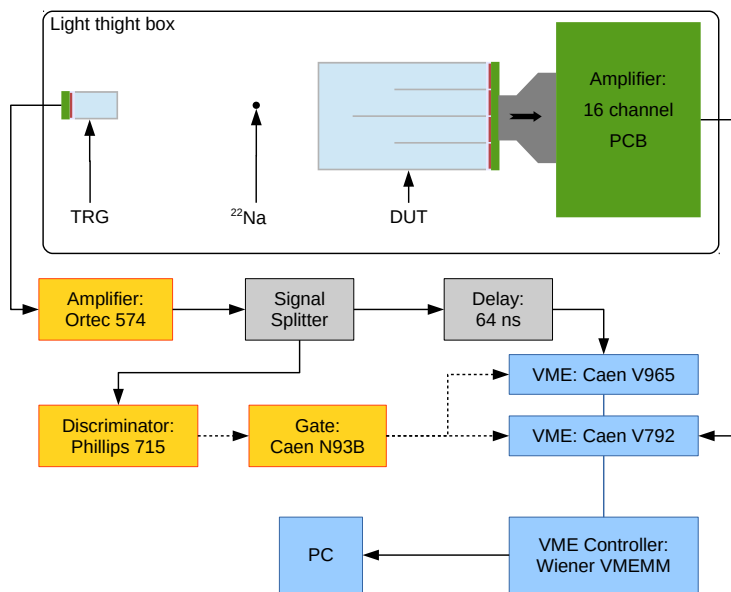 Light thight box
Amplifier:
16 channel
PCB
TRG
²²Na
DUT
Amplifier:
Ortec 574
Signal
Splitter
Delay:
64 ns
VME: Caen V965
Discriminator:
Phillips 715
Gate:
Caen N93B
VME: Caen V792
PC
VME Controller:
Wiener VMEMM